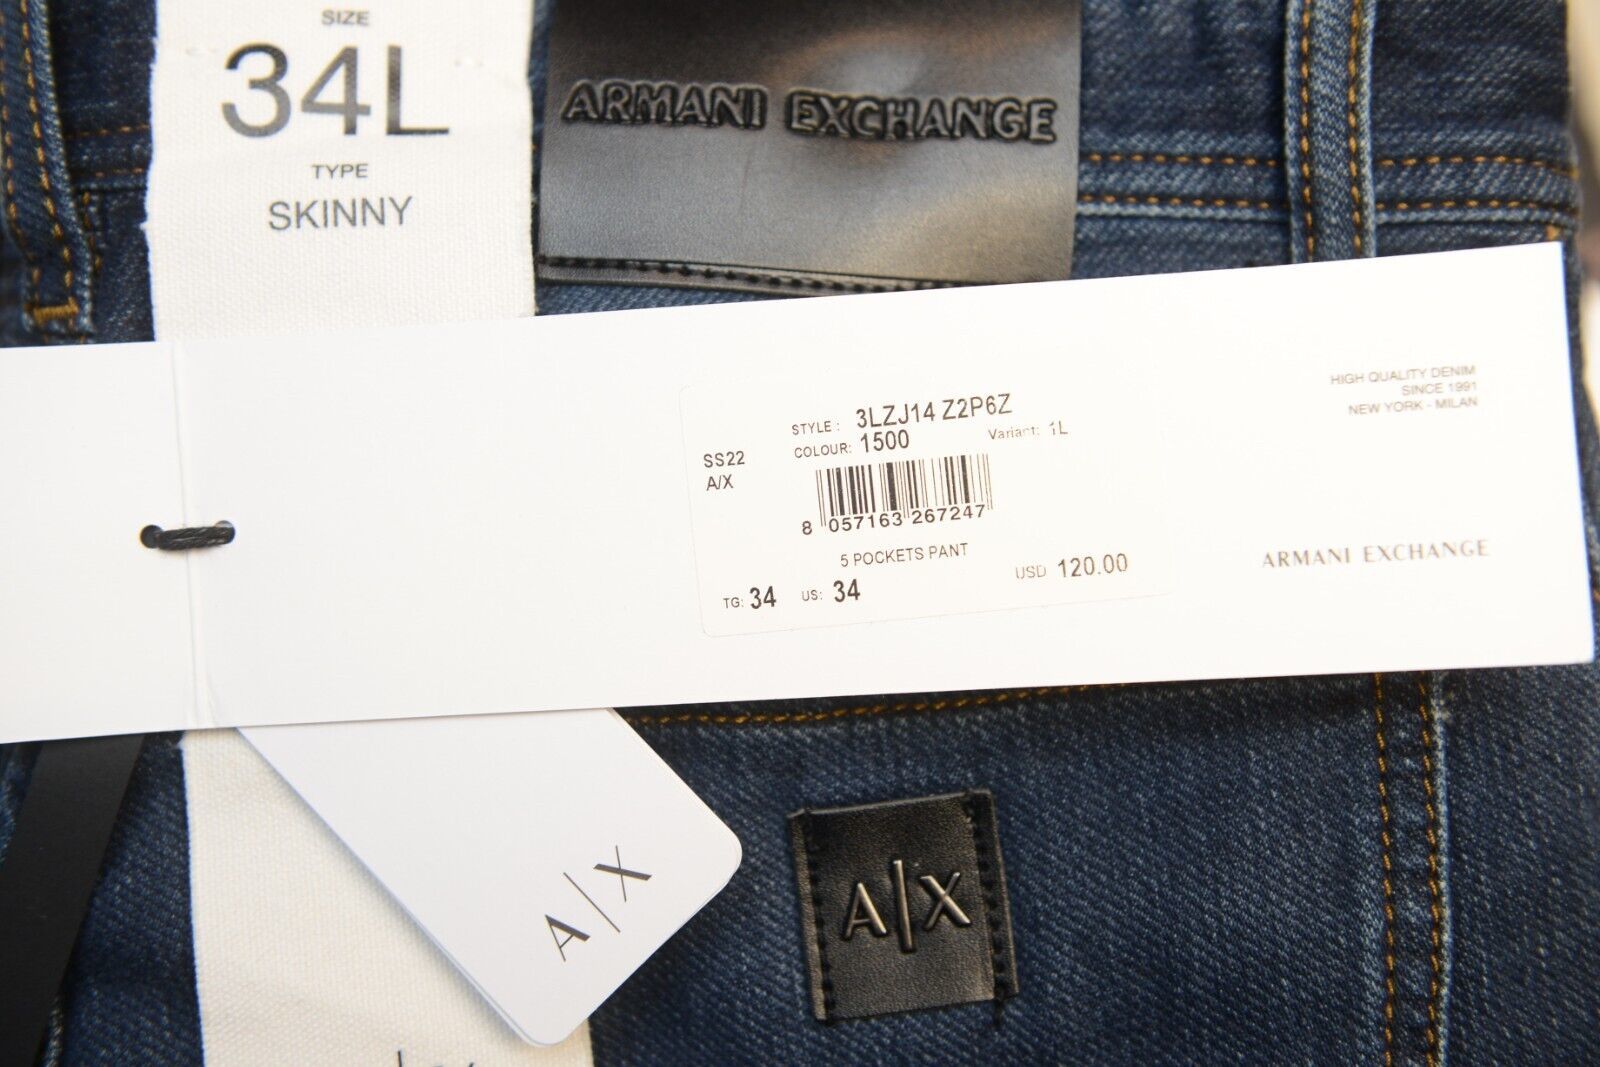 SIZE
34L
TYPE
SKINNY
ARMANI EXCHANGE
HIGH QUALITY DENIM
SINCE 1991
NEW YORK - MILAN
STYLE: 3LZJ14 Z2P6Z
SS22 COLOUR: 1500 Variant: 1L
A/X
8 057163 267247
5 POCKETS PANT
TG: 34 US: 34 USD 120.00
ARMANI EXCHANGE
A|X
A|X